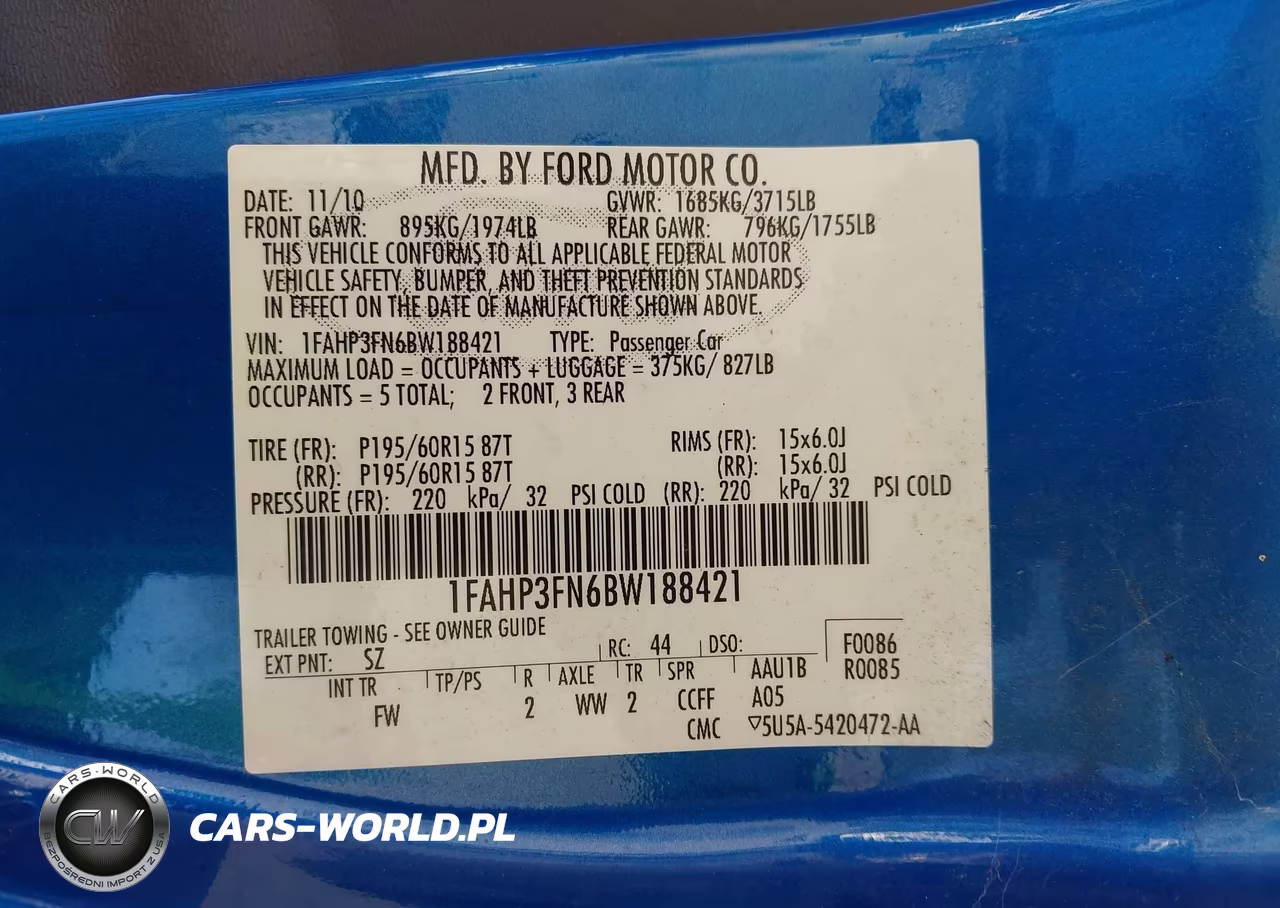 MFD. BY FORD MOTOR CO.
DATE: 11/10 GVWR: 1685KG/3715LB
FRONT GAWR: 895KG/1974LB REAR GAWR: 796KG/1755LB
THIS VEHICLE CONFORMS TO ALL APPLICABLE FEDERAL MOTOR
VEHICLE SAFETY, BUMPER, AND THEFT PREVENTION STANDARDS
IN EFFECT ON THE DATE OF MANUFACTURE SHOWN ABOVE.
VIN: 1FAHP3FN6BW188421 TYPE: Passenger Car
MAXIMUM LOAD = OCCUPANTS + LUGGAGE = 375KG/ 827LB
OCCUPANTS = 5 TOTAL; 2 FRONT, 3 REAR
TIRE (FR): P195/60R15 87T RIMS (FR): 15x6.0J
(RR): P195/60R15 87T (RR): 15x6.0J
PRESSURE (FR): 220 kPa/ 32 PSI COLD (RR): 220 kPa/ 32 PSI COLD
1FAHP3FN6BW188421
TRAILER TOWING - SEE OWNER GUIDE
EXT PNT: SZ RC: 44 DSO: F0086
INT TR TP/PS R AXLE TR SPR AAU1B R0085
FW 2 WW 2 CCFF A05
CMC ▽5U5A-5420472-AA
CARS-WORLD
CW
BEZPOŚREDNI IMPORT Z USA
CARS-WORLD.PL